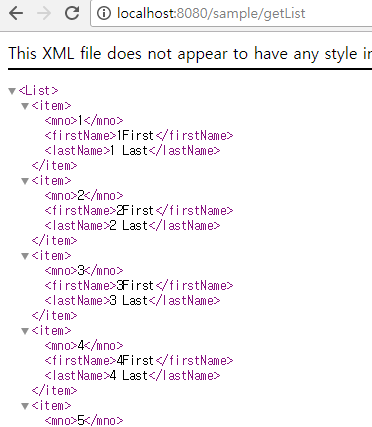 localhost:8080/sample/getList
This XML file does not appear to have any style in
▼<List>
▼<item>
<mno>1</mno>
<firstName>1First</firstName>
<lastName>1 Last</lastName>
</item>
▼<item>
<mno>2</mno>
<firstName>2First</firstName>
<lastName>2 Last</lastName>
</item>
▼<item>
<mno>3</mno>
<firstName>3First</firstName>
<lastName>3 Last</lastName>
</item>
▼<item>
<mno>4</mno>
<firstName>4First</firstName>
<lastName>4 Last</lastName>
</item>
▼<item>
<mno>5</mno>